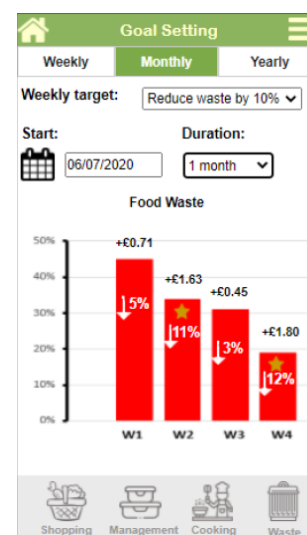 Goal Setting
Weekly Monthly Yearly
Weekly target: Reduce waste by 10%
Start: Duration:
06/07/2020 1 month
Food Waste
50%
40%
30%
20%
10%
0%
+£0.71
+£1.63
+£0.45
+£1.80
5%
11%
3%
12%
W1 W2 W3 W4
Shopping Management Cooking Waste